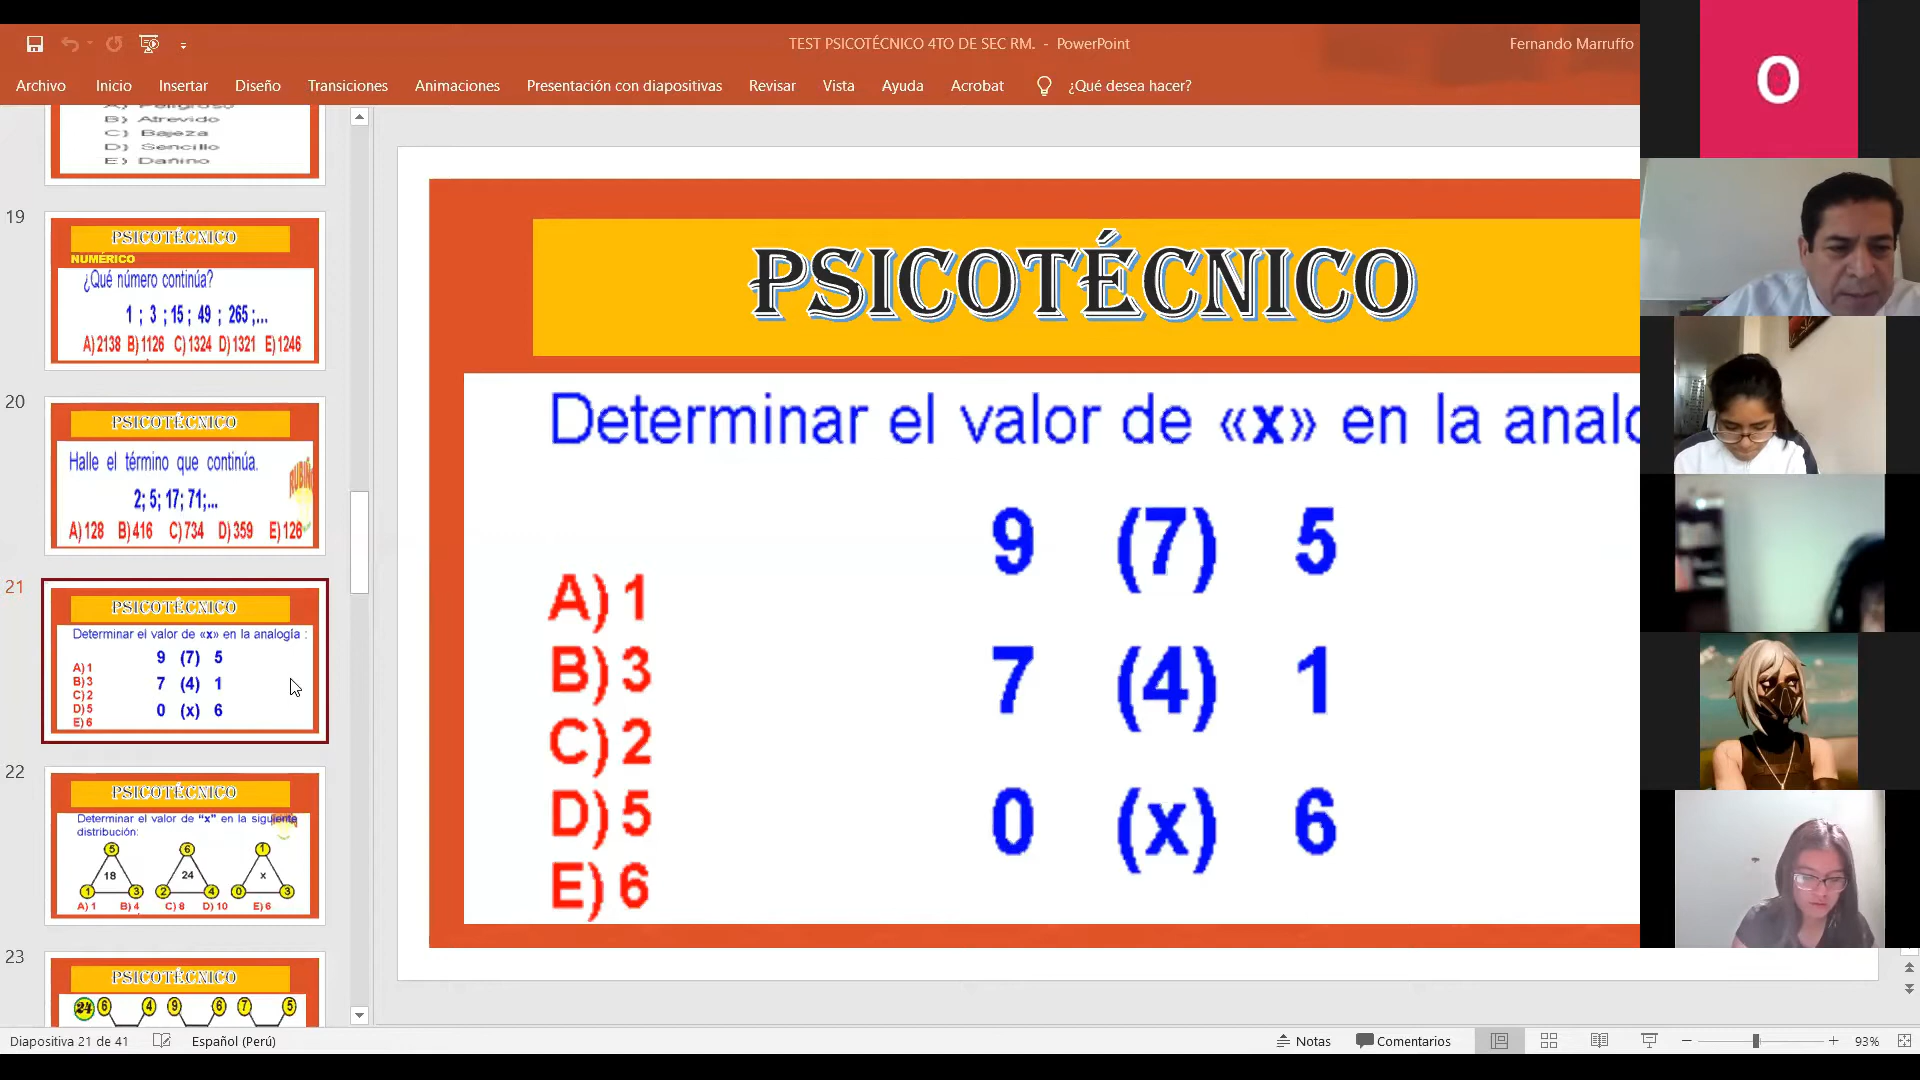 TEST PSICOTÉCNICO 4TO DE SEC RM. - PowerPoint
Fernando Marruffo
Archivo Inicio Insertar Diseño Transiciones Animaciones Presentación con diapositivas Revisar Vista Ayuda Acrobat ¿Qué desea hacer?
B) Atrevido
C) Bajeza
D) Sencillo
E) Dañino
19
PSICOTÉCNICO
NUMÉRICO
¿Qué número continúa?
1 ; 3 ; 15 ; 49 ; 265 ;...
A) 2138 B) 1126 C) 1324 D) 1321 E) 1246
20
PSICOTÉCNICO
Halle el término que continúa.
2; 5; 17; 71;...
A) 128 B) 416 C) 734 D) 359 E) 126
21
PSICOTÉCNICO
Determinar el valor de «x» en la analogía :
9 (7) 5
7 (4) 1
0 (x) 6
A) 1
B) 3
C) 2
D) 5
E) 6
22
PSICOTÉCNICO
Determinar el valor de “x” en la siguiente
distribución:
5 6 1
18 24 x
1 3 2 4 0 3
A) 1 B) 4 C) 8 D) 10 E) 6
23
PSICOTÉCNICO
24 6 4 9 6 7 5
PSICOTÉCNICO
Determinar el valor de «x» en la
9 (7) 5
7 (4) 1
0 (x) 6
A) 1
B) 3
C) 2
D) 5
E) 6
O
Diapositiva 21 de 41 Español (Perú) Notas Comentarios 93%